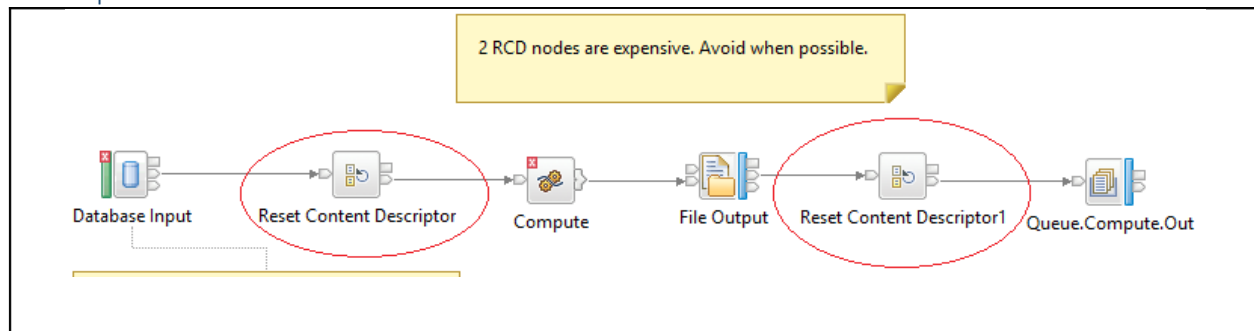 2 RCD nodes are expensive. Avoid when possible.
Database Input
Reset Content Descriptor
Compute
File Output
Reset Content Descriptor1
Queue.Compute.Out